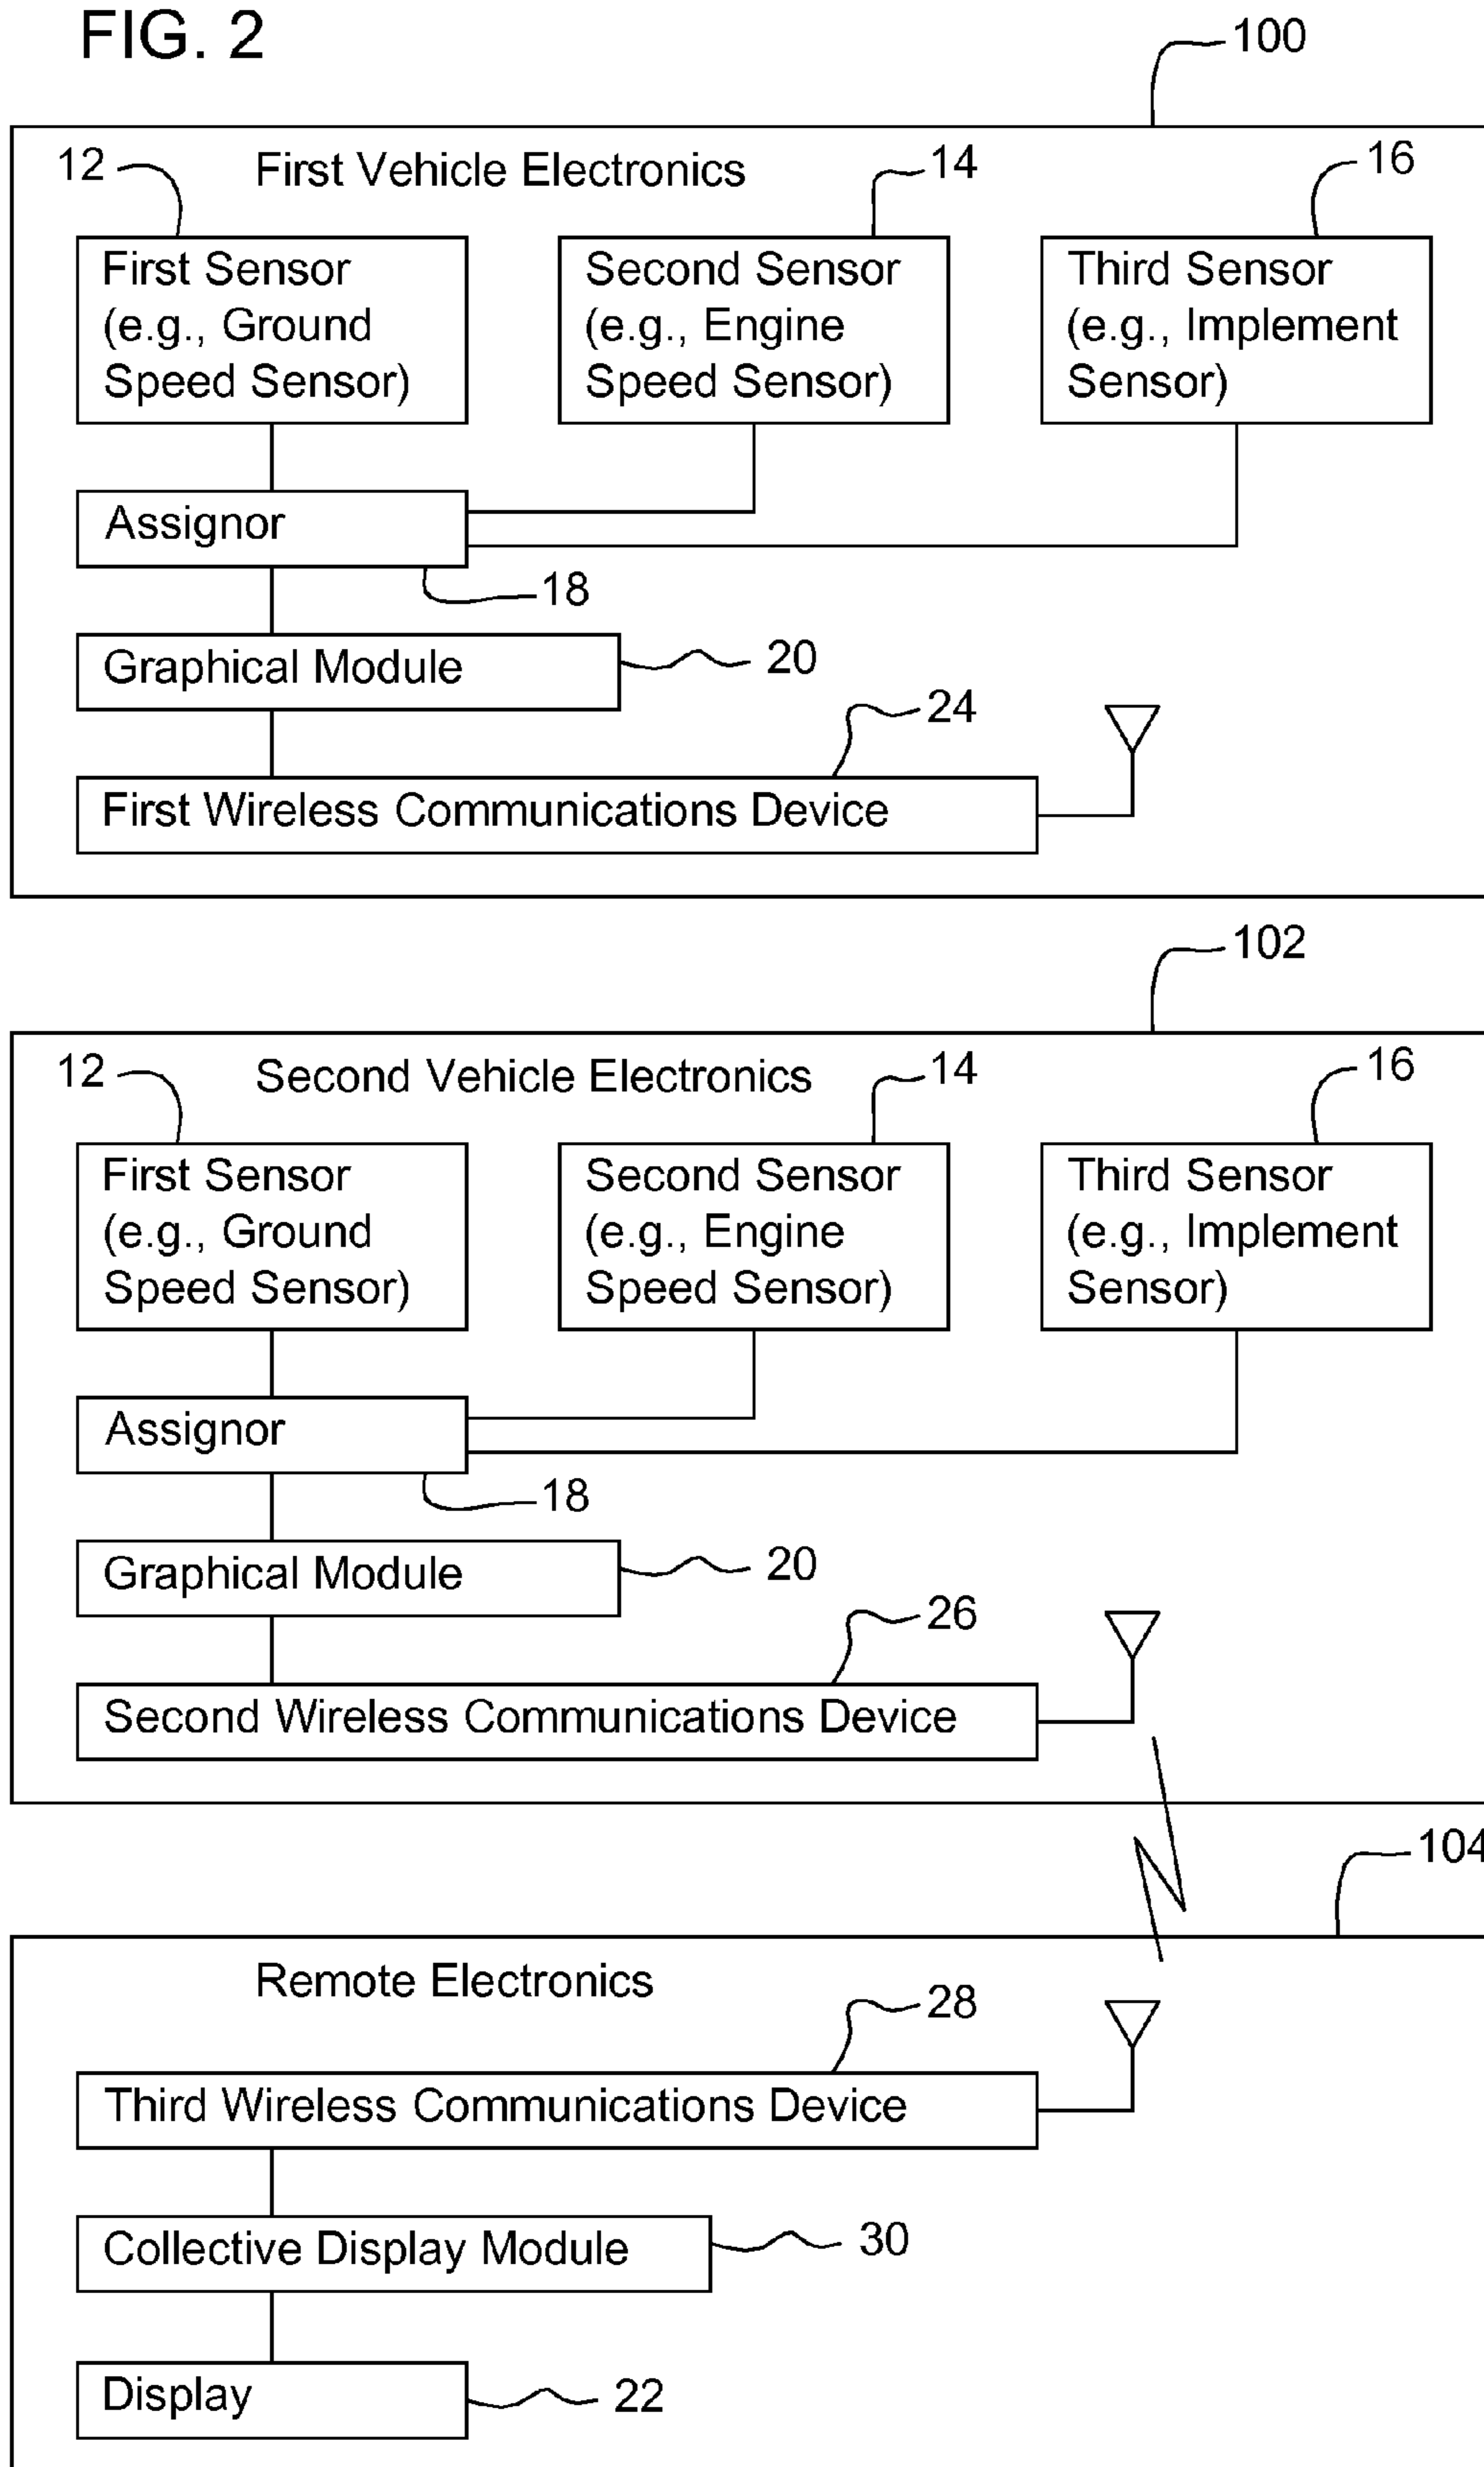 FIG. 2
100
12
First Vehicle Electronics
14
16
First Sensor
(e.g., Ground
Speed Sensor)
Second Sensor
(e.g., Engine
Speed Sensor)
Third Sensor
(e.g., Implement
Sensor)
Assignor
18
Graphical Module
20
24
First Wireless Communications Device
102
12
Second Vehicle Electronics
14
16
First Sensor
(e.g., Ground
Speed Sensor)
Second Sensor
(e.g., Engine
Speed Sensor)
Third Sensor
(e.g., Implement
Sensor)
Assignor
18
Graphical Module
20
26
Second Wireless Communications Device
104
Remote Electronics
28
Third Wireless Communications Device
Collective Display Module
30
Display
22